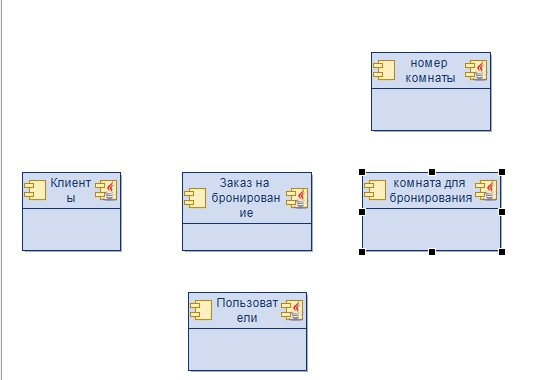 номер
комнаты
Клиент
ы
Заказ на
бронирован
ие
комната для
бронирования
Пользоват
ели